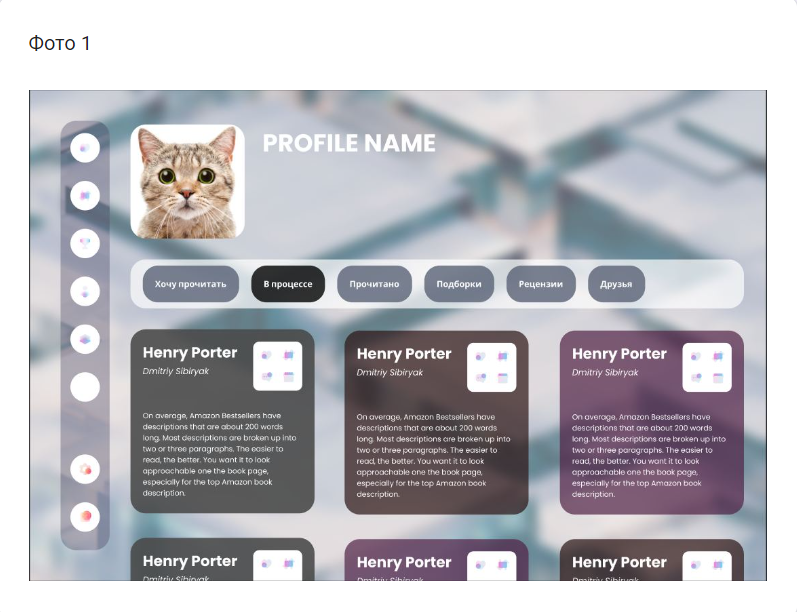 Фото 1
PROFILE NAME
Хочу прочитать
В процессе
Прочитано
Подборки
Рецензии
Друзья
Henry Porter
Dmitriy Sibiryak
On average, Amazon Bestsellers have
descriptions that are about 200 words
long. Most descriptions are broken up into
two or three paragraphs. The easier to
read, the better. You want it to look
approachable one the book page,
especially for the top Amazon book
description.
Henry Porter
Dmitriy Sibiryak
On average, Amazon Bestsellers have
descriptions that are about 200 words
long. Most descriptions are broken up into
two or three paragraphs. The easier to
read, the better. You want it to look
approachable one the book page,
especially for the top Amazon book
description.
Henry Porter
Dmitriy Sibiryak
On average, Amazon Bestsellers have
descriptions that are about 200 words
long. Most descriptions are broken up into
two or three paragraphs. The easier to
read, the better. You want it to look
approachable one the book page,
especially for the top Amazon book
description.
Henry Porter
Dmitriy Sibiryak
Henry Porter
Dmitriy Sibiryak
Henry Porter
Dmitriy Sibiryak